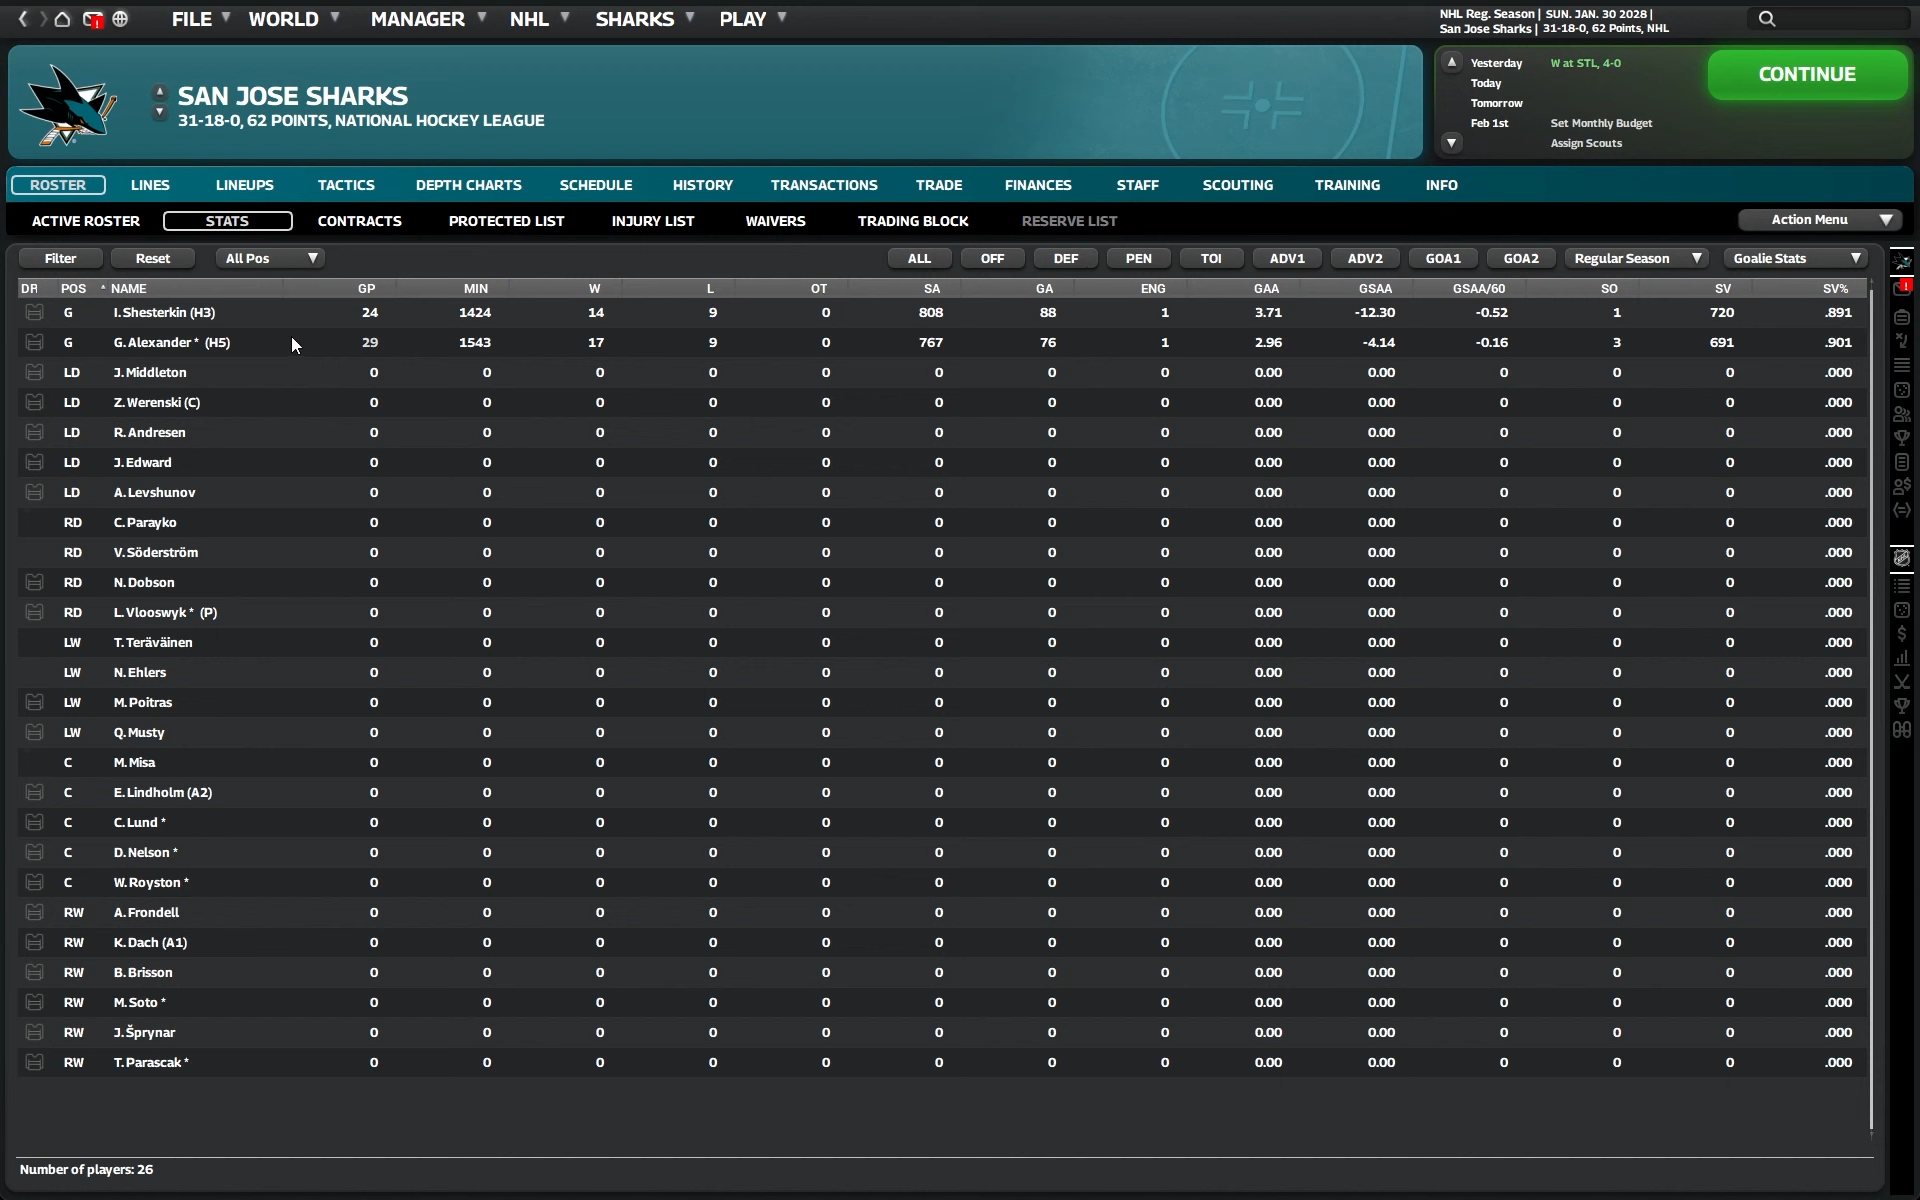 FILE WORLD MANAGER NHL SHARKS PLAY
NHL Reg. Season | SUN. JAN. 30 2028 |
San Jose Sharks | 31-18-0, 62 Points, NHL
SAN JOSE SHARKS
31-18-0, 62 POINTS, NATIONAL HOCKEY LEAGUE
Yesterday W at STL, 4-0
Today
Tomorrow
Feb 1st Set Monthly Budget
Assign Scouts
CONTINUE
ROSTER LINES LINEUPS TACTICS DEPTH CHARTS SCHEDULE HISTORY TRANSACTIONS TRADE FINANCES STAFF SCOUTING TRAINING INFO
ACTIVE ROSTER STATS CONTRACTS PROTECTED LIST INJURY LIST WAIVERS TRADING BLOCK RESERVE LIST Action Menu
Filter Reset All Pos ALL OFF DEF PEN TOI ADV1 ADV2 GOA1 GOA2 Regular Season Goalie Stats
DR POS NAME GP MIN W L OT SA GA ENG GAA GSAA GSAA/60 SO SV SV%
G I. Shesterkin (H3) 24 1424 14 9 0 808 88 1 3.71 -12.30 -0.52 1 720 .891
G G. Alexander * (H5) 29 1543 17 9 0 767 76 1 2.96 -4.14 -0.16 3 691 .901
LD J. Middleton 0 0 0 0 0 0 0 0 0.00 0.00 0 0 0 .000
LD Z. Werenski (C) 0 0 0 0 0 0 0 0 0.00 0.00 0 0 0 .000
LD R. Andresen 0 0 0 0 0 0 0 0 0.00 0.00 0 0 0 .000
LD J. Edward 0 0 0 0 0 0 0 0 0.00 0.00 0 0 0 .000
LD A. Levshunov 0 0 0 0 0 0 0 0 0.00 0.00 0 0 0 .000
RD C. Parayko 0 0 0 0 0 0 0 0 0.00 0.00 0 0 0 .000
RD V. Söderström 0 0 0 0 0 0 0 0 0.00 0.00 0 0 0 .000
RD N. Dobson 0 0 0 0 0 0 0 0 0.00 0.00 0 0 0 .000
RD L. Vlooswyk * (P) 0 0 0 0 0 0 0 0 0.00 0.00 0 0 0 .000
LW T. Teräväinen 0 0 0 0 0 0 0 0 0.00 0.00 0 0 0 .000
LW N. Ehlers 0 0 0 0 0 0 0 0 0.00 0.00 0 0 0 .000
LW M. Poitras 0 0 0 0 0 0 0 0 0.00 0.00 0 0 0 .000
LW Q. Musty 0 0 0 0 0 0 0 0 0.00 0.00 0 0 0 .000
C M. Misa 0 0 0 0 0 0 0 0 0.00 0.00 0 0 0 .000
C E. Lindholm (A2) 0 0 0 0 0 0 0 0 0.00 0.00 0 0 0 .000
C C. Lund * 0 0 0 0 0 0 0 0 0.00 0.00 0 0 0 .000
C D. Nelson * 0 0 0 0 0 0 0 0 0.00 0.00 0 0 0 .000
C W. Royston * 0 0 0 0 0 0 0 0 0.00 0.00 0 0 0 .000
RW A. Frondell 0 0 0 0 0 0 0 0 0.00 0.00 0 0 0 .000
RW K. Dach (A1) 0 0 0 0 0 0 0 0 0.00 0.00 0 0 0 .000
RW B. Brisson 0 0 0 0 0 0 0 0 0.00 0.00 0 0 0 .000
RW M. Soto * 0 0 0 0 0 0 0 0 0.00 0.00 0 0 0 .000
RW J. Šprynar 0 0 0 0 0 0 0 0 0.00 0.00 0 0 0 .000
RW T. Parascak * 0 0 0 0 0 0 0 0 0.00 0.00 0 0 0 .000
Number of players: 26